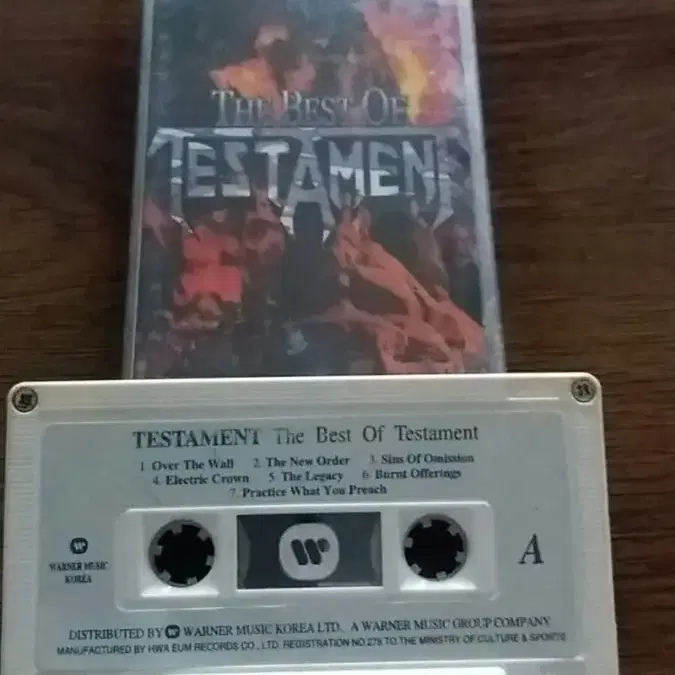 THE BEST OF
TESTAMENT
TESTAMENT The Best Of Testament
1. Over The Wall 2. The New Order 3. Sins Of Omission
4. Electric Crown 5. The Legacy 6. Burnt Offerings
7. Practice What You Preach
WARNER MUSIC
KOREA
A
DISTRIBUTED BY WARNER MUSIC KOREA LTD. A WARNER MUSIC GROUP COMPANY
MANUFACTURED BY HWA EUM RECORDS CO., LTD. REGISTRATION NO.275 TO THE MINISTRY OF CULTURE & SPORTS